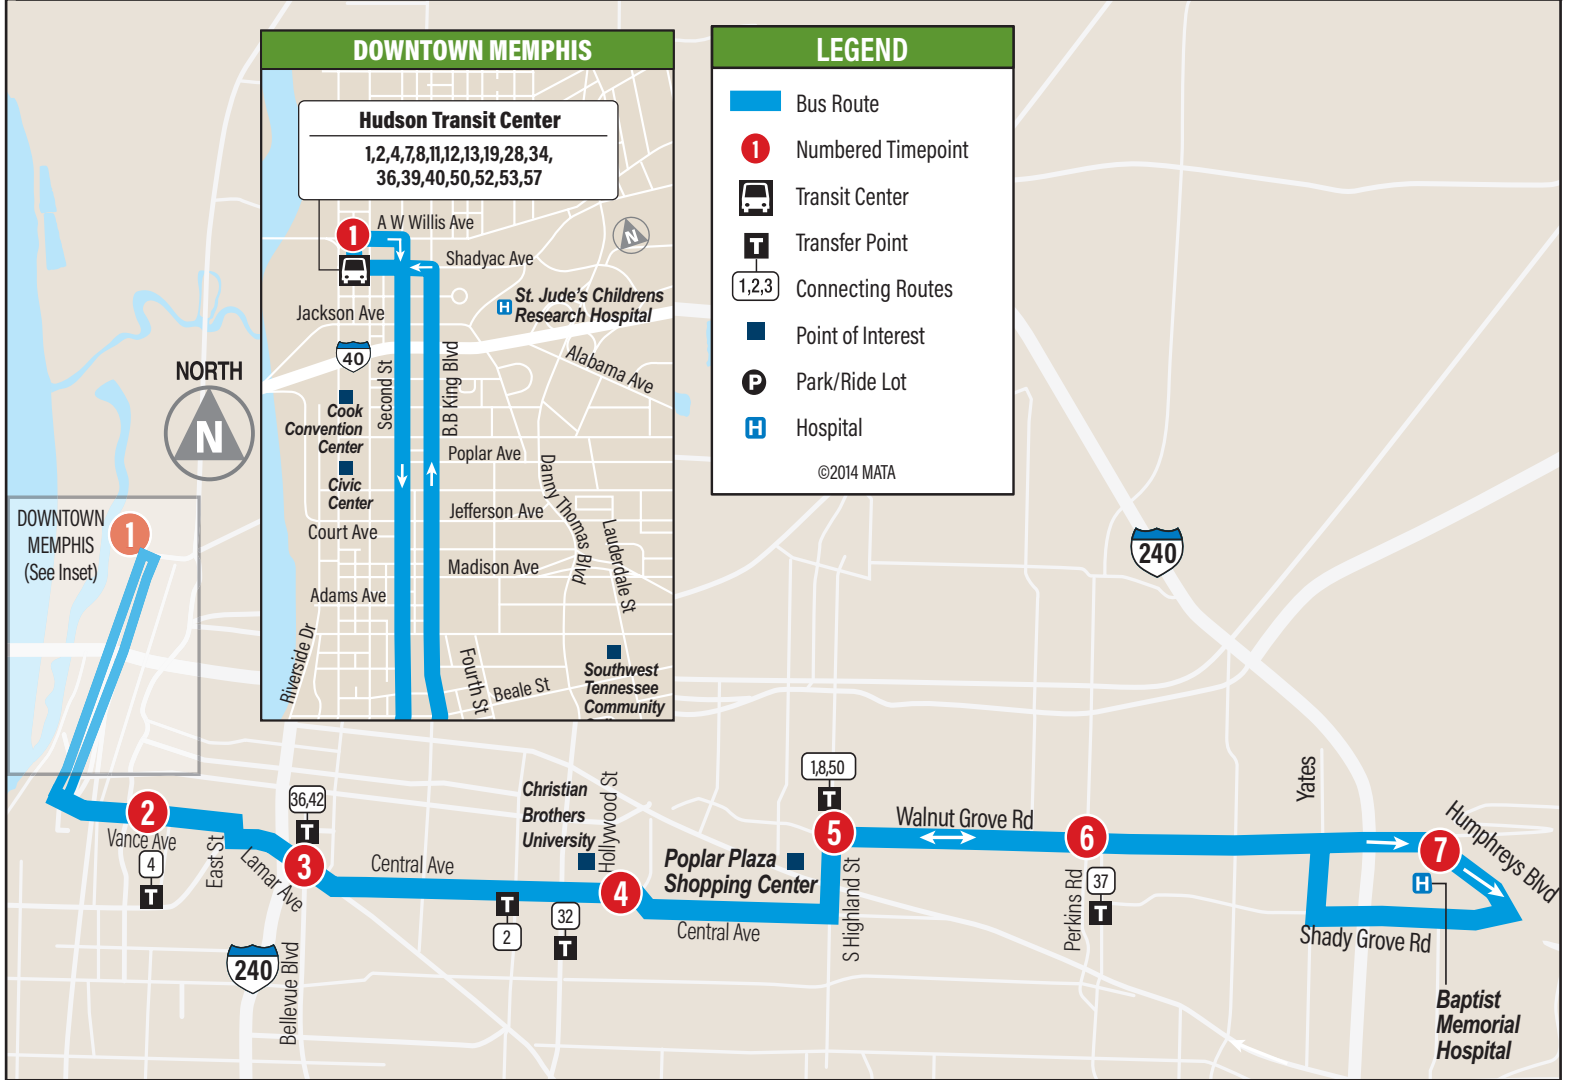 DOWNTOWN MEMPHIS
Hudson Transit Center
1,2,4,7,8,11,12,13,19,28,34,
36,39,40,50,52,53,57
1
A W Willis Ave
Shadyac Ave
N
H
St. Jude's Childrens
Research Hospital
Jackson Ave
40
Alabama Ave
Second St
B.B King Blvd
Cook
Convention
Center
Poplar Ave
Civic
Center
Danny Thomas Blvd
Jefferson Ave
Lauderdale St
Court Ave
Madison Ave
Adams Ave
Riverside Dr
Fourth St
Beale St
Southwest
Tennessee
Community
LEGEND
Bus Route
1
Numbered Timepoint
Transit Center
T
Transfer Point
1,2,3
Connecting Routes
Point of Interest
P
Park/Ride Lot
H
Hospital
©2014 MATA
NORTH
N
DOWNTOWN
MEMPHIS
(See Inset)
1
240
2
Vance Ave
4
T
East St
Lamar Ave
36,42
T
3
240
Bellevue Blvd
Central Ave
Christian
Brothers
University
Hollywood St
T
2
32
T
4
Poplar Plaza
Shopping Center
Central Ave
1,8,50
T
5
S Highland St
Walnut Grove Rd
6
Perkins Rd
37
T
Yates
7
Humphreys Blvd
H
Shady Grove Rd
Baptist
Memorial
Hospital